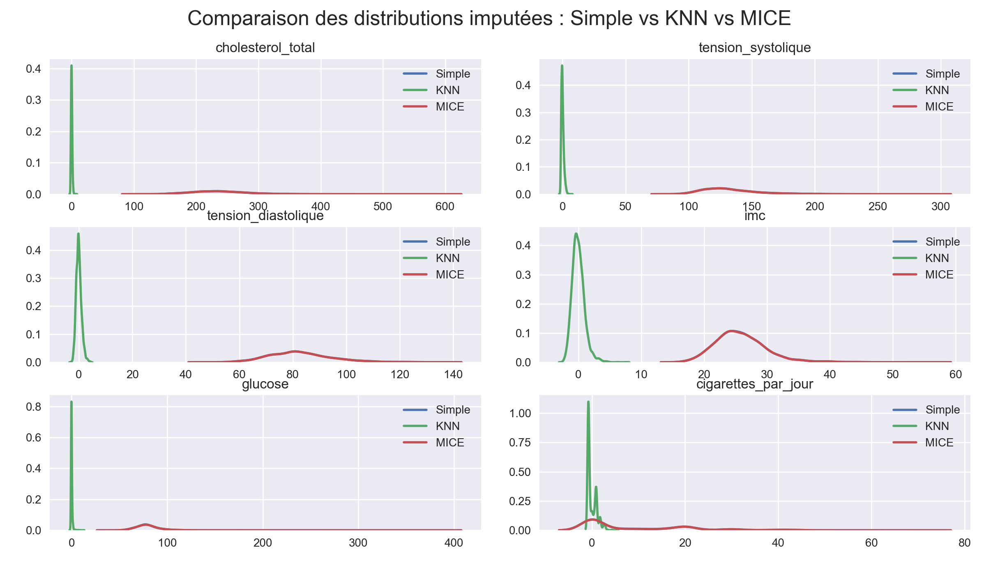 Comparaison des distributions imputées : Simple vs KNN vs MICE
cholesterol_total
0.4
0.3
0.2
0.1
0.0
Simple
KNN
MICE
0 100 200 300 400 500 600
tension_systolique
0.4
0.3
0.2
0.1
0.0
Simple
KNN
MICE
0 50 100 150 200 250 300
tension_diastolique
0.4
0.3
0.2
0.1
0.0
Simple
KNN
MICE
0 20 40 60 80 100 120 140
imc
0.4
0.3
0.2
0.1
0.0
Simple
KNN
MICE
0 10 20 30 40 50 60
glucose
0.8
0.6
0.4
0.2
0.0
Simple
KNN
MICE
0 100 200 300 400
cigarettes_par_jour
1.00
0.75
0.50
0.25
0.00
Simple
KNN
MICE
0 20 40 60 80